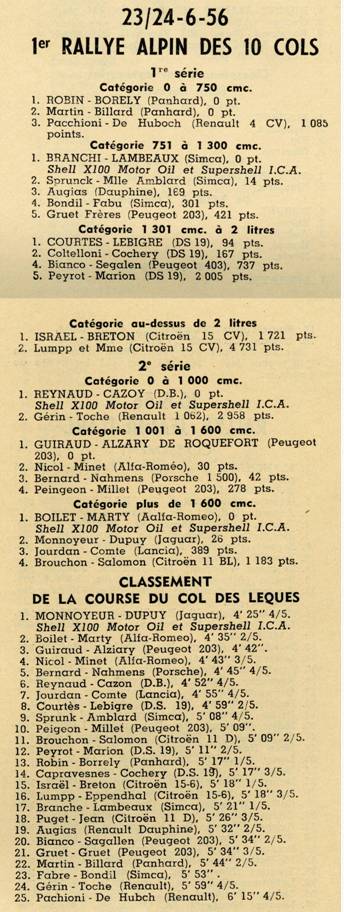 23/24-6-56
1er RALLYE ALPIN DES 10 COLS
1re série
Catégorie 0 à 750 cmc.
1. ROBIN - BORELY (Panhard), 0 pt.
2. Martin - Billard (Panhard), 0 pt.
3. Pacchioni - De Huboch (Renault 4 CV), 1 085
points.
Catégorie 751 à 1 300 cmc.
1. BRANCHI - LAMBEAUX (Simca), 0 pt.
Shell X100 Motor Oil et Supershell I.C.A.
2. Sprunck - Mlle Amblard (Simca), 14 pts.
3. Augias (Dauphine), 169 pts.
4. Bondil - Fabu (Simca), 301 pts.
5. Gruet Frères (Peugeot 203), 421 pts.
Catégorie 1 301 cmc. à 2 litres
1. COURTES - LEBIGRE (DS 19), 94 pts.
2. Coltelloni - Cochery (DS 19), 167 pts.
4. Bianco - Segalen (Peugeot 403), 737 pts.
5. Peyrot - Marion (DS 19), 2 005 pts.
Catégorie au-dessus de 2 litres
1. ISRAËL - BRETON (Citroën 15 CV), 1 721 pts.
2. Lumpp et Mme (Citroën 15 CV), 4 731 pts.
2e série
Catégorie 0 à 1 000 cmc.
1. REYNAUD - CAZOY (D.B.), 0 pt.
Shell X100 Motor Oil et Supershell I.C.A.
2. Gérin - Toche (Renault 1 062), 2 958 pts.
Catégorie 1 001 à 1 600 cmc.
1. GUIRAUD - ALZARY DE ROQUEFORT (Peugeot
203), 0 pt.
2. Nicol - Minet (Alfa-Roméo), 30 pts.
3. Bernard - Nahmens (Porsche 1 500), 42 pts.
4. Peingeon - Millet (Peugeot 203), 278 pts.
Catégorie plus de 1 600 cmc.
1. BOILET - MARTY (Aalfa-Romeo), 0 pt.
Shell X100 Motor Oil et Supershell I.C.A.
2. Monnoyeur - Dupuy (Jaguar), 26 pts.
3. Jourdan - Comte (Lancia), 389 pts.
4. Brouchon - Salomon (Citroën 11 BL), 1 183 pts.
CLASSEMENT
DE LA COURSE DU COL DES LEQUES
1. MONNOYEUR - DUPUY (Jaguar), 4' 25" 4/5.
Shell X100 Motor Oil et Supershell I.C.A.
2. Boilet - Marty (Alfa-Romeo), 4' 35" 2/5.
3. Guiraud - Alziary (Peugeot 203), 4' 42".
4. Nicol - Minet (Alfa-Romeo), 4' 43" 3/5.
5. Bernard - Nahmens (Porsche), 4' 45" 4/5.
6. Reynaud - Cazon (D.B.), 4' 52" 4/5.
7. Jourdan - Comte (Lancia), 4' 55" 4/5.
8. Courtès - Lebigre (D.S. 19), 4' 59" 2/5.
9. Sprunk - Amblard (Simca), 5' 08" 4/5.
10. Peigeon - Millet (Peugeot 203), 5' 09".
11. Brouchon - Salomon (Citroën 11 D), 5' 09" 2/5.
12. Peyrot - Marion (D.S. 19), 5' 11" 2/5.
13. Robin - Borrely (Panhard), 5' 17" 1/5.
14. Capravesnes - Cochery (D.S. 19), 5' 17" 3/5.
15. Israël - Breton (Citroën 15-6), 5' 18" 1/5.
16. Lumpp - Eppendhal (Citroën 15-6), 5' 18" 3/5.
17. Branche - Lambeaux (Simca), 5' 21" 1/5.
18. Puget - Jean (Citroën 11 D), 5' 26" 3/5.
19. Augias (Renault Dauphine), 5' 32" 2/5.
20. Bianco - Sagallen (Peugeot 203), 5' 34" 2/5.
21. Gruet - Gruet (Peugeot 203), 5' 34" 3/5.
22. Martin - Billard (Panhard), 5' 44" 2/5.
23. Fabre - Bondil (Simca), 5' 53" .
24. Gérin - Toche (Renault), 5' 59" 4/5.
25. Pachioni - De Hubch (Renault), 6' 15" 4/5.